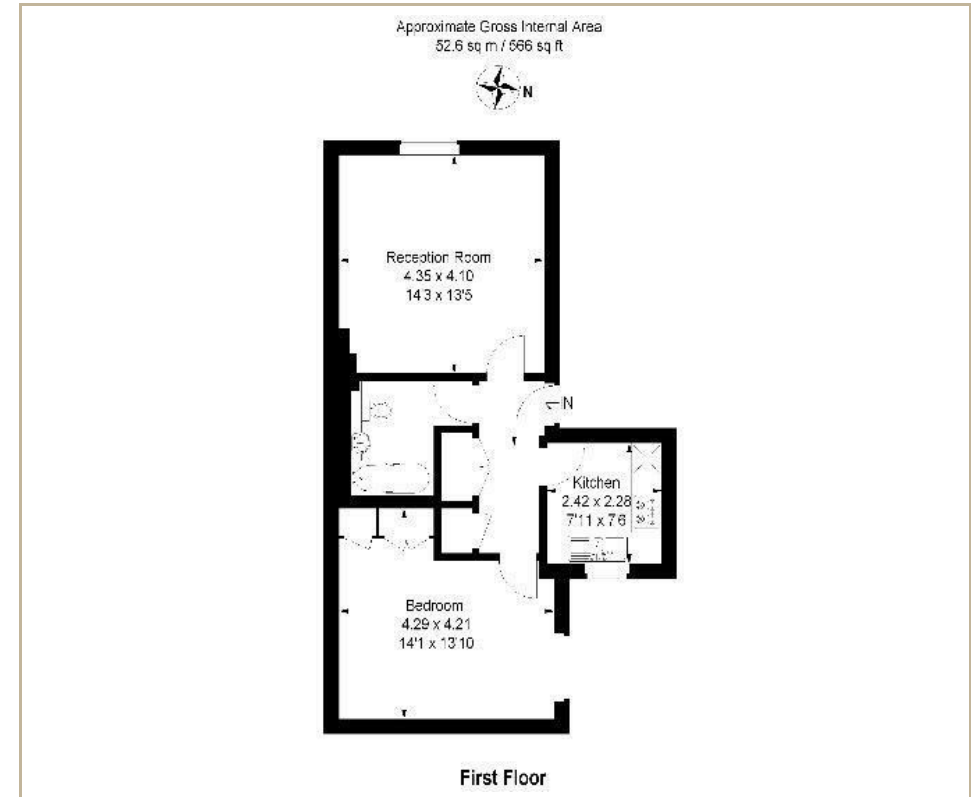 Approximate Gross Internal Area
52.6 sq m / 566 sq ft
N
Reception Room
4.35 x 4.10
14'3 x 13'5
IN
Kitchen
2.42 x 2.28
7'11 x 7'6
Bedroom
4.29 x 4.21
14'1 x 13'10
First Floor